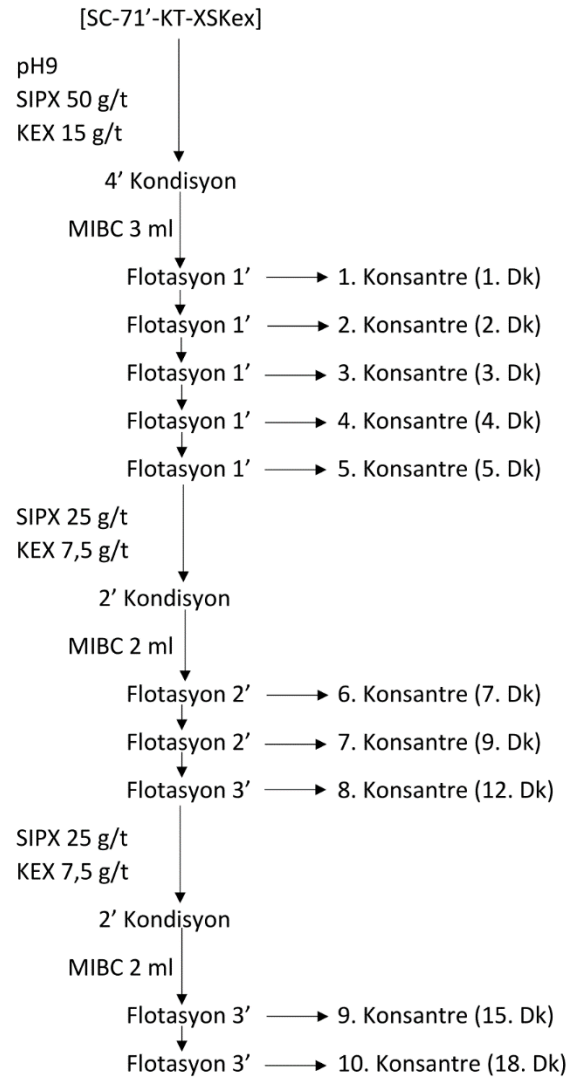 [SC-71’-KT-XSKex]
pH9
SIPX 50 g/t
KEX 15 g/t
4’ Kondisyon
MIBC 3 ml
Flotasyon 1’ 1. Konsantre (1. Dk)
Flotasyon 1’ 2. Konsantre (2. Dk)
Flotasyon 1’ 3. Konsantre (3. Dk)
Flotasyon 1’ 4. Konsantre (4. Dk)
Flotasyon 1’ 5. Konsantre (5. Dk)
SIPX 25 g/t
KEX 7,5 g/t
2’ Kondisyon
MIBC 2 ml
Flotasyon 2’ 6. Konsantre (7. Dk)
Flotasyon 2’ 7. Konsantre (9. Dk)
Flotasyon 3’ 8. Konsantre (12. Dk)
SIPX 25 g/t
KEX 7,5 g/t
2’ Kondisyon
MIBC 2 ml
Flotasyon 3’ 9. Konsantre (15. Dk)
Flotasyon 3’ 10. Konsantre (18. Dk)